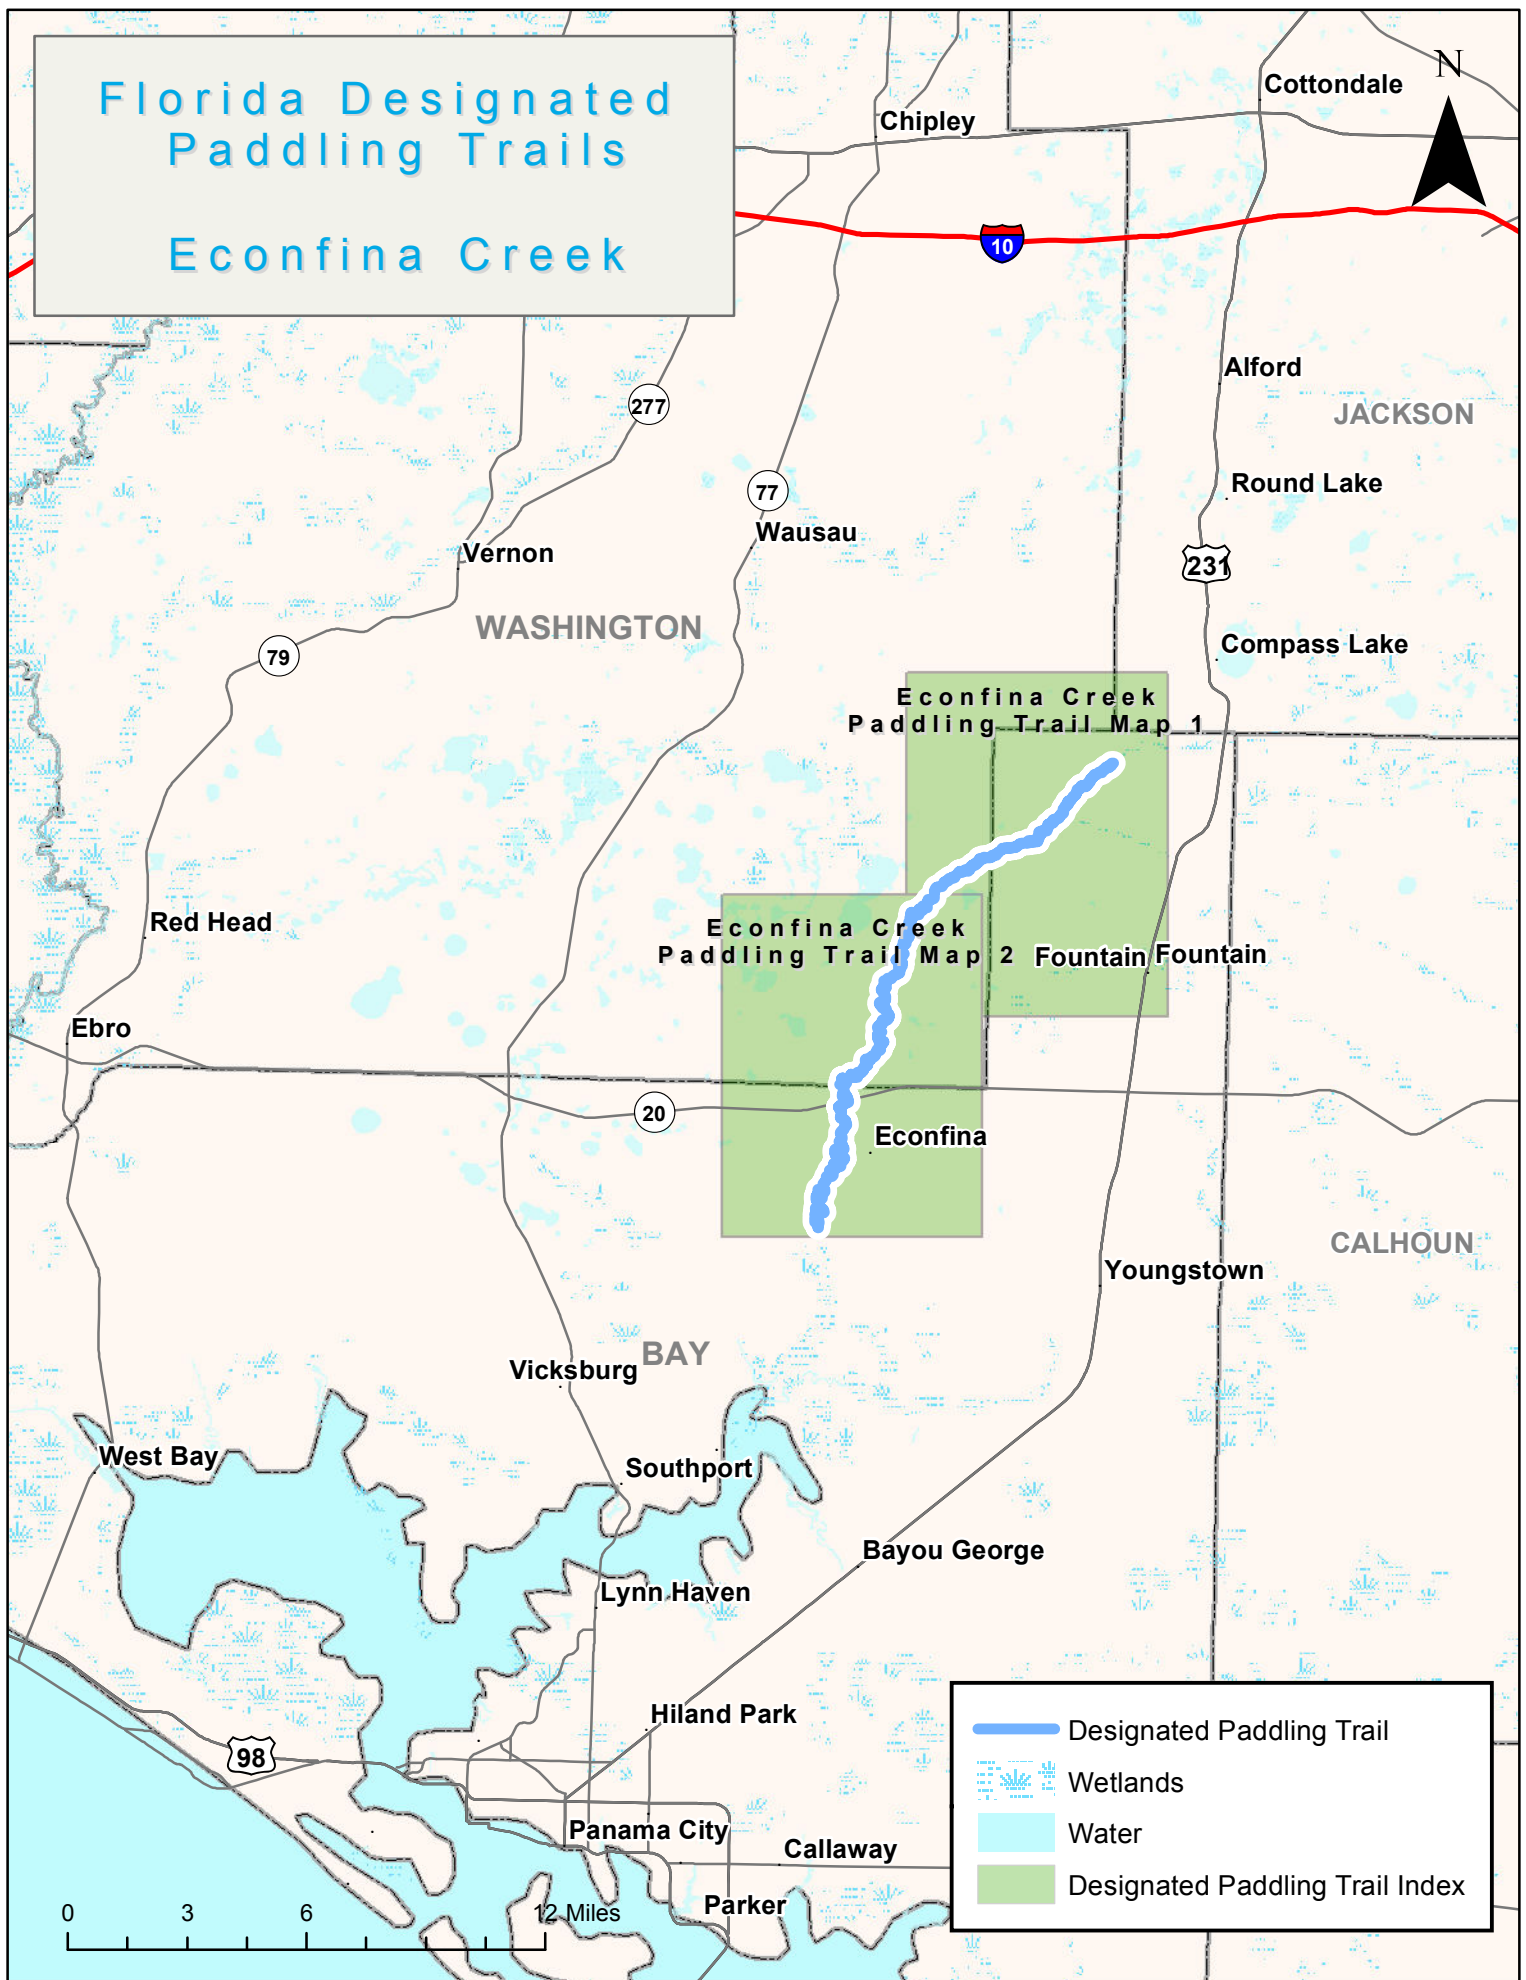 Florida Designated
Paddling Trails
Econfina Creek
N
Cottondale
Chipley
10
Alford
277
JACKSON
77
Round Lake
Wausau
Vernon
231
WASHINGTON
79
Compass Lake
Econfina Creek
Paddling Trail Map 1
Red Head
Econfina Creek
Paddling Trail Map 2
Fountain
Fountain
Ebro
20
Econfina
CALHOUN
Youngstown
BAY
Vicksburg
West Bay
Southport
Bayou George
Lynn Haven
Hiland Park
98
Panama City
Callaway
Parker
Designated Paddling Trail
Wetlands
Water
Designated Paddling Trail Index
0 3 6 12 Miles